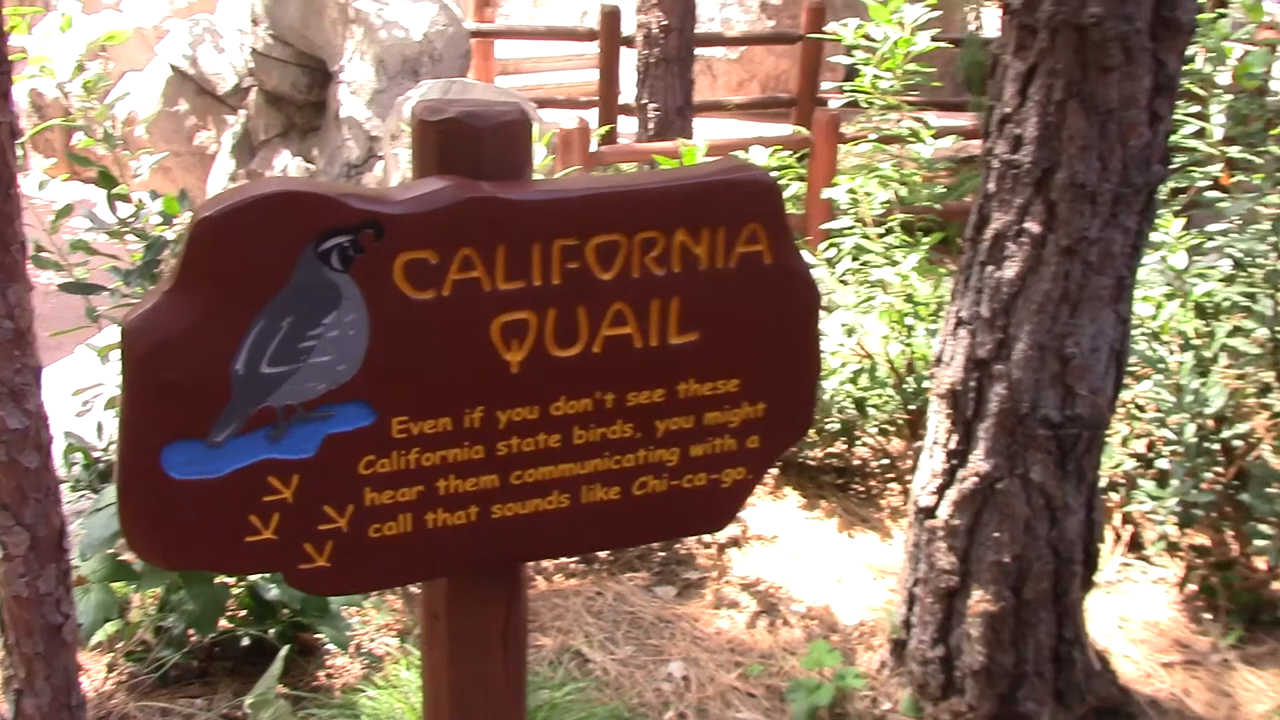 CALIFORNIA
QUAIL
Even if you don't see these
California state birds, you might
hear them communicating with a
call that sounds like Chi-ca-go.